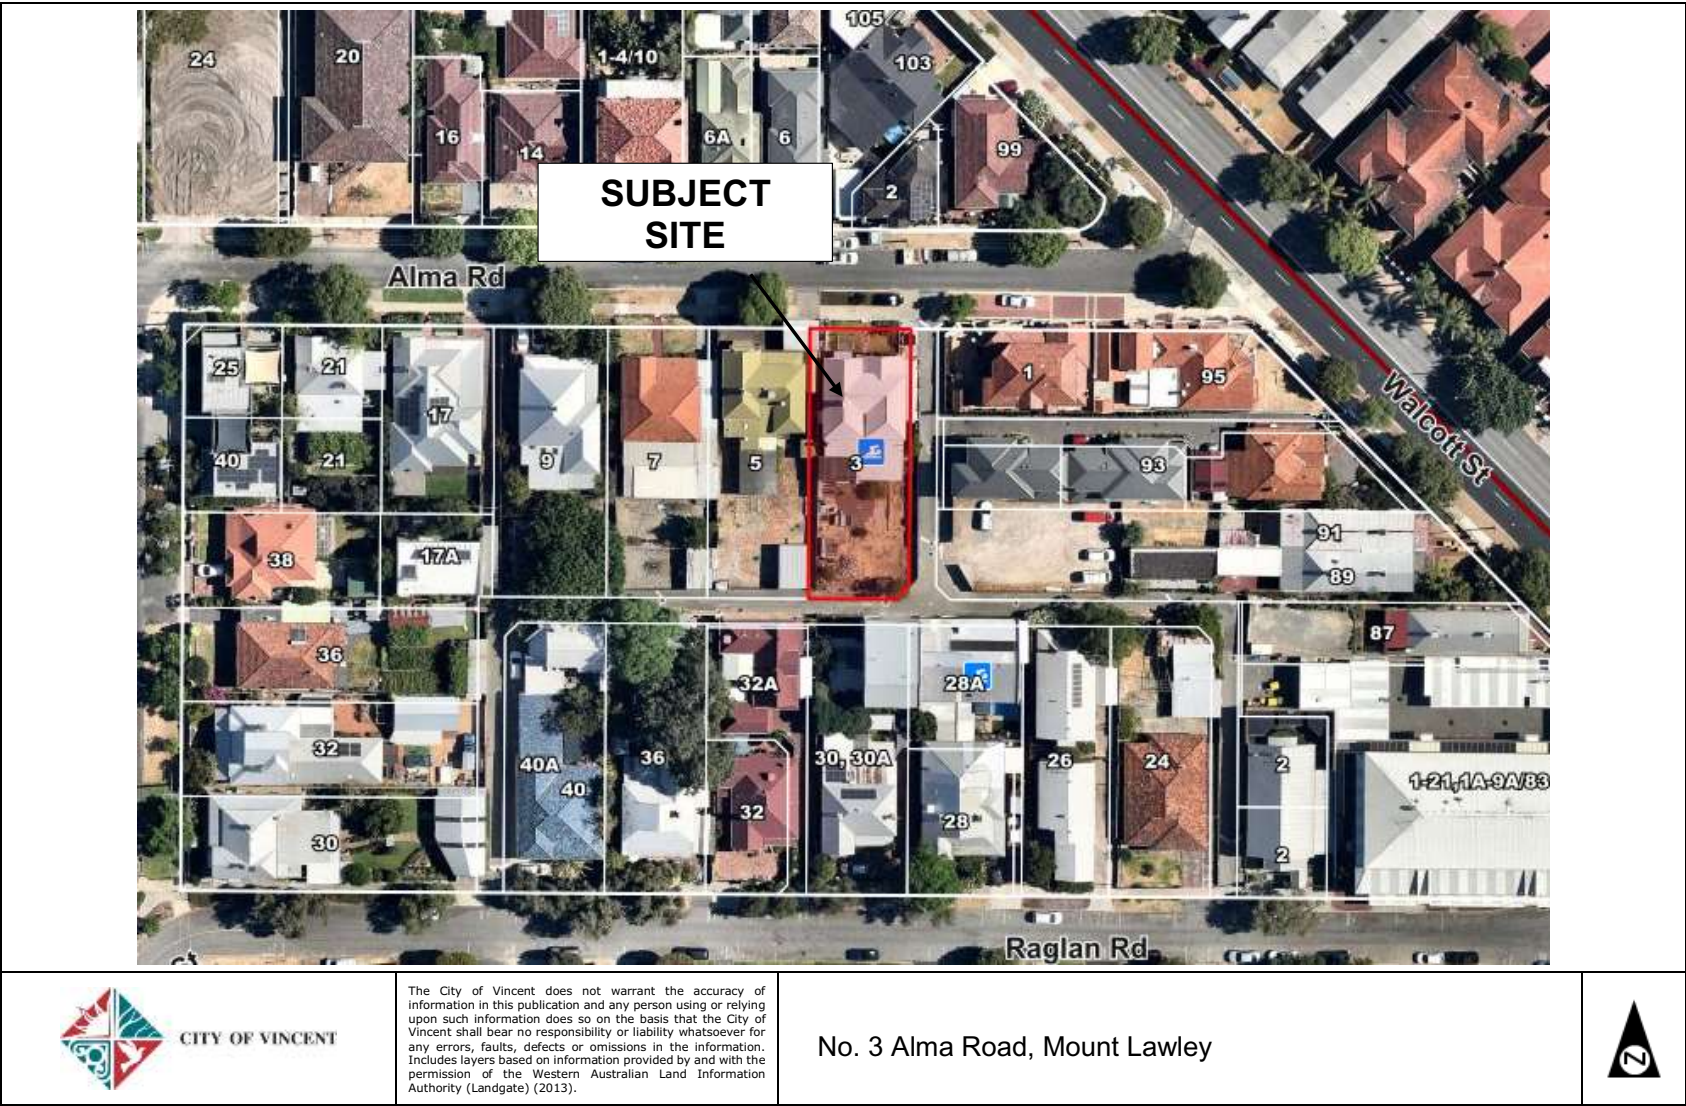 105
24
20
1-4/10
103
16
14
6A
6
99
2
SUBJECT
SITE
Alma Rd
25
21
17
1
95
Walcott St
40
21
9
7
5
3
93
38
17A
91
89
36
87
32A
28A
32
40A
40
36
30, 30A
26
24
2
1-21,1A-9A/83
32
28
30
2
Raglan Rd
St
CITY OF VINCENT
The City of Vincent does not warrant the accuracy of
information in this publication and any person using or relying
upon such information does so on the basis that the City of
Vincent shall bear no responsibility or liability whatsoever for
any errors, faults, defects or omissions in the information.
Includes layers based on information provided by and with the
permission of the Western Australian Land Information
Authority (Landgate) (2013).
No. 3 Alma Road, Mount Lawley
N